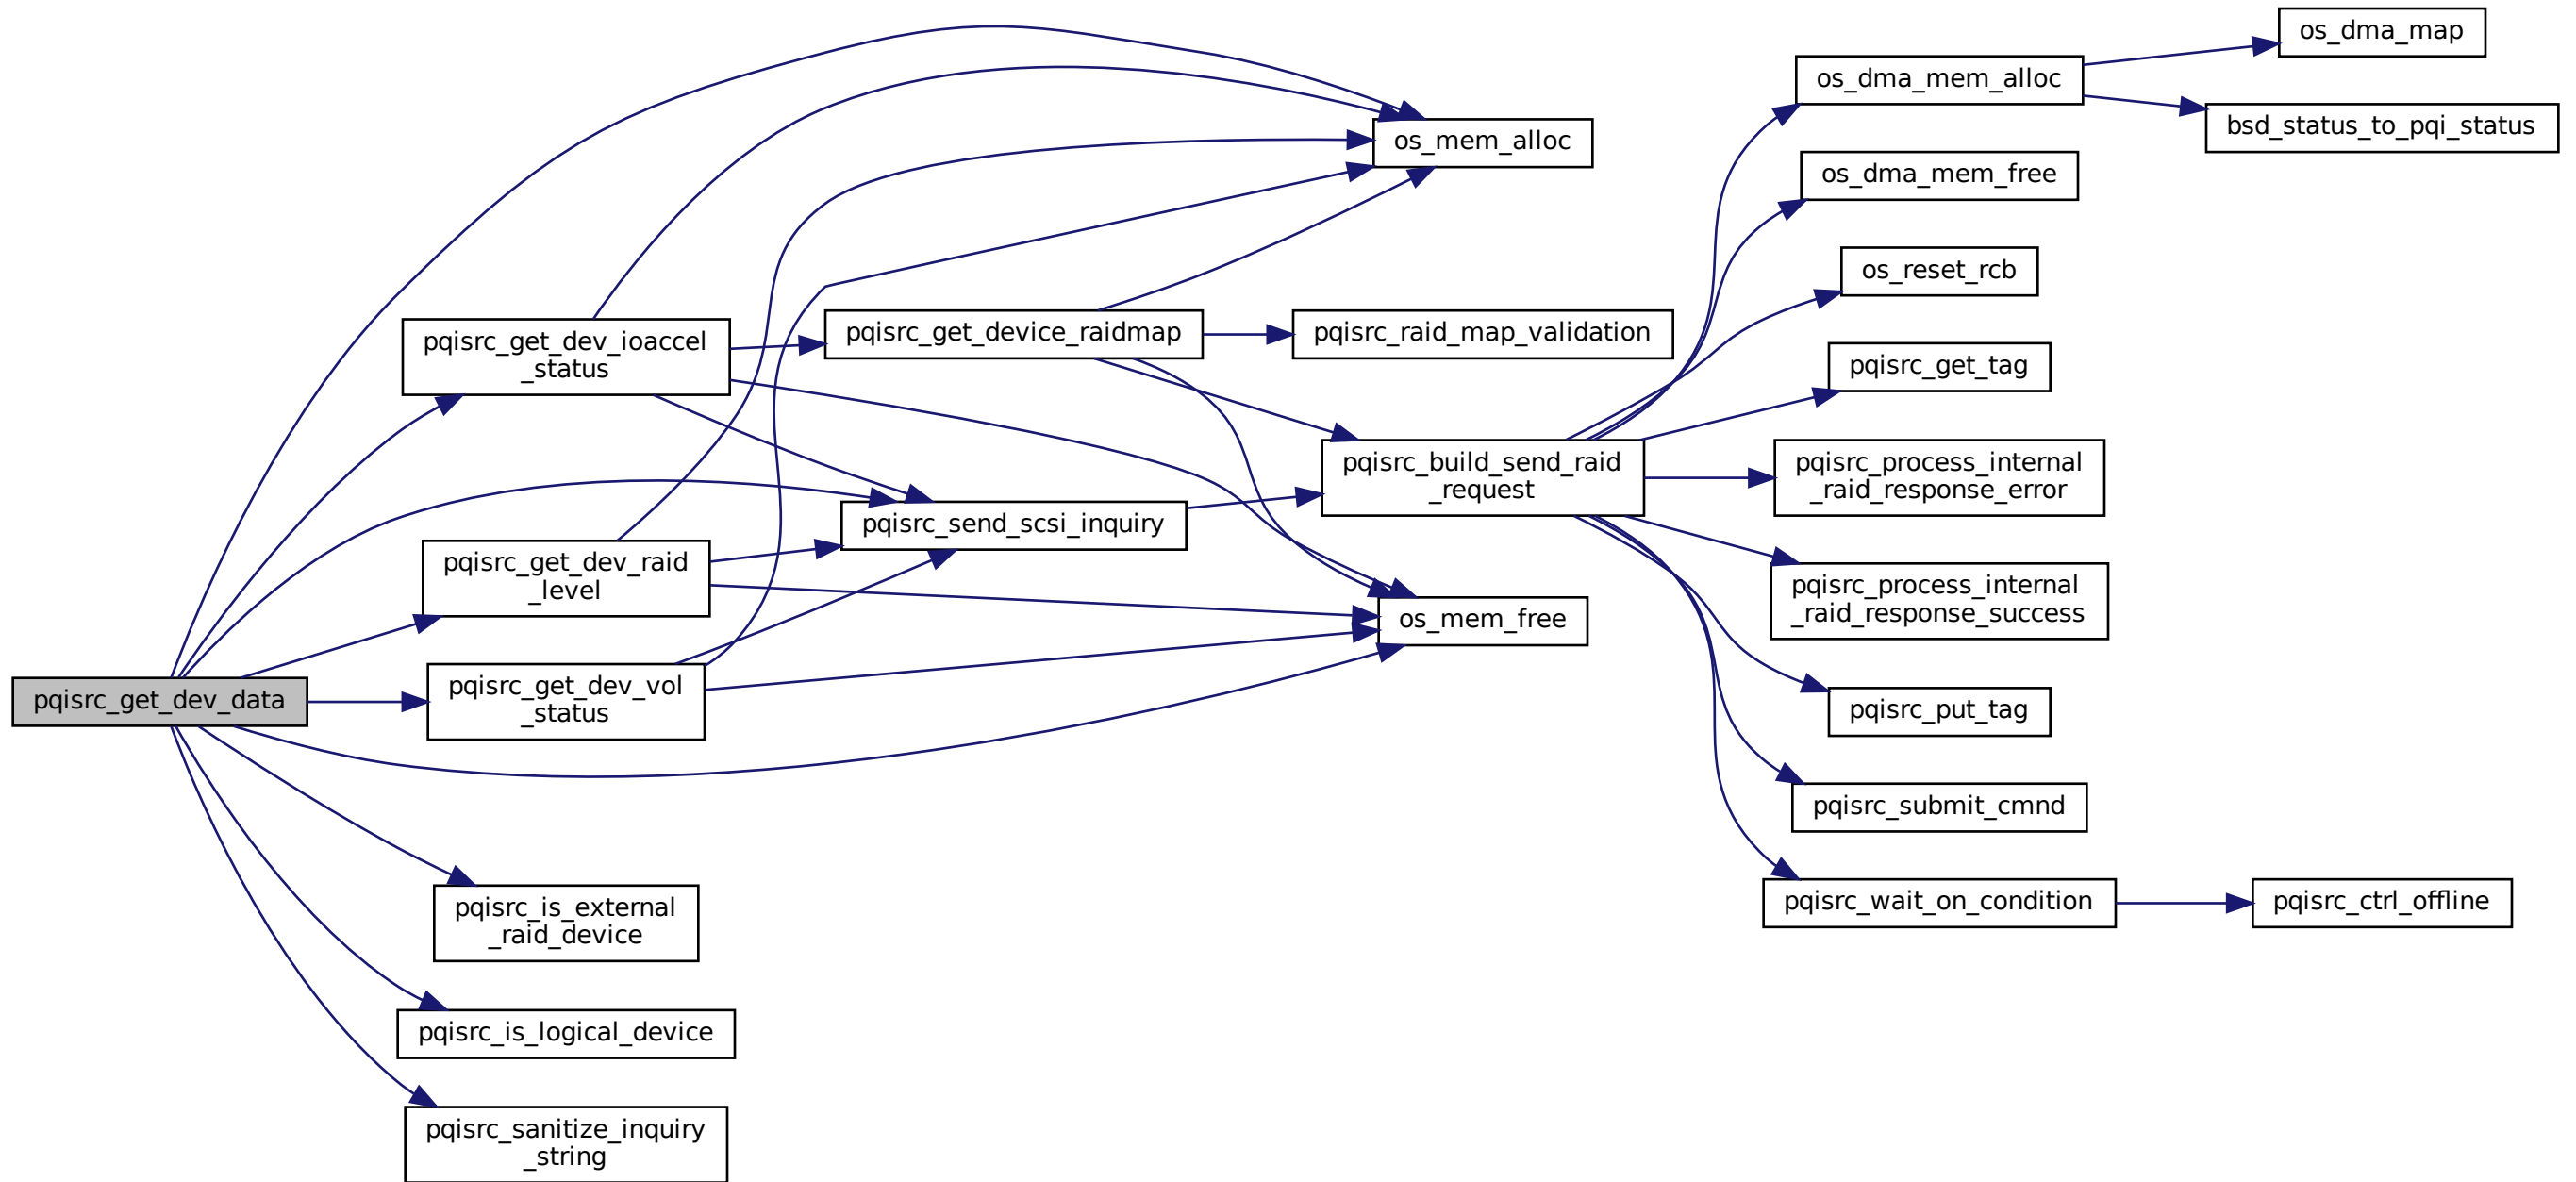 pqisrc_get_dev_data
pqisrc_get_dev_ioaccel
_status
pqisrc_get_dev_raid
_level
pqisrc_get_dev_vol
_status
pqisrc_is_external
_raid_device
pqisrc_is_logical_device
pqisrc_sanitize_inquiry
_string
pqisrc_get_device_raidmap
pqisrc_send_scsi_inquiry
os_mem_alloc
pqisrc_raid_map_validation
pqisrc_build_send_raid
_request
os_mem_free
os_dma_mem_alloc
os_dma_mem_free
os_reset_rcb
pqisrc_get_tag
pqisrc_process_internal
_raid_response_error
pqisrc_process_internal
_raid_response_success
pqisrc_put_tag
pqisrc_submit_cmnd
pqisrc_wait_on_condition
os_dma_map
bsd_status_to_pqi_status
pqisrc_ctrl_offline